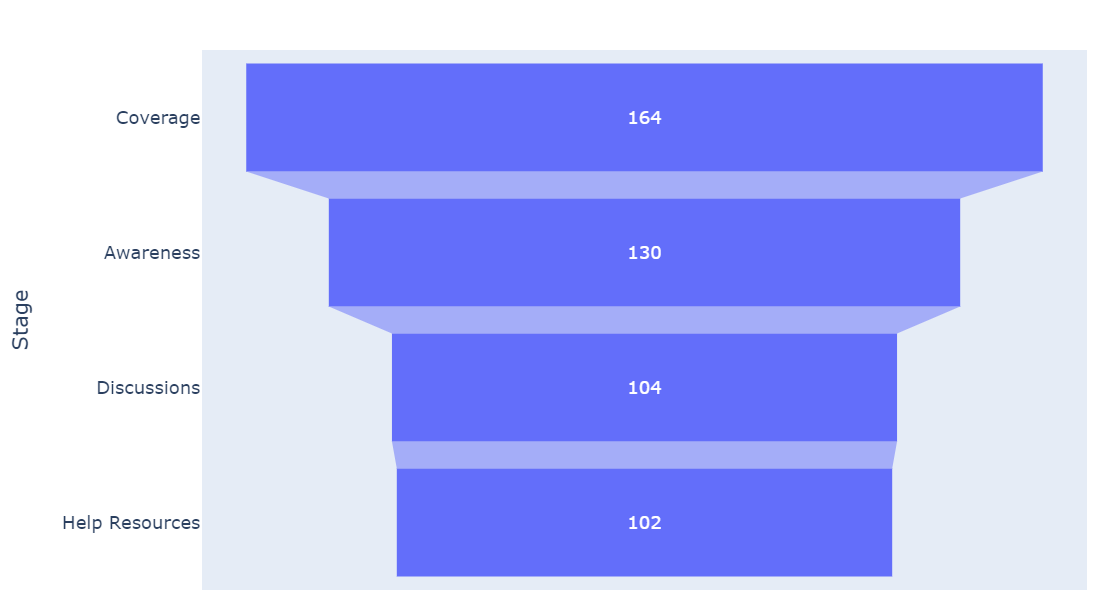 Stage
Coverage
164
Awareness
130
Discussions
104
Help Resources
102